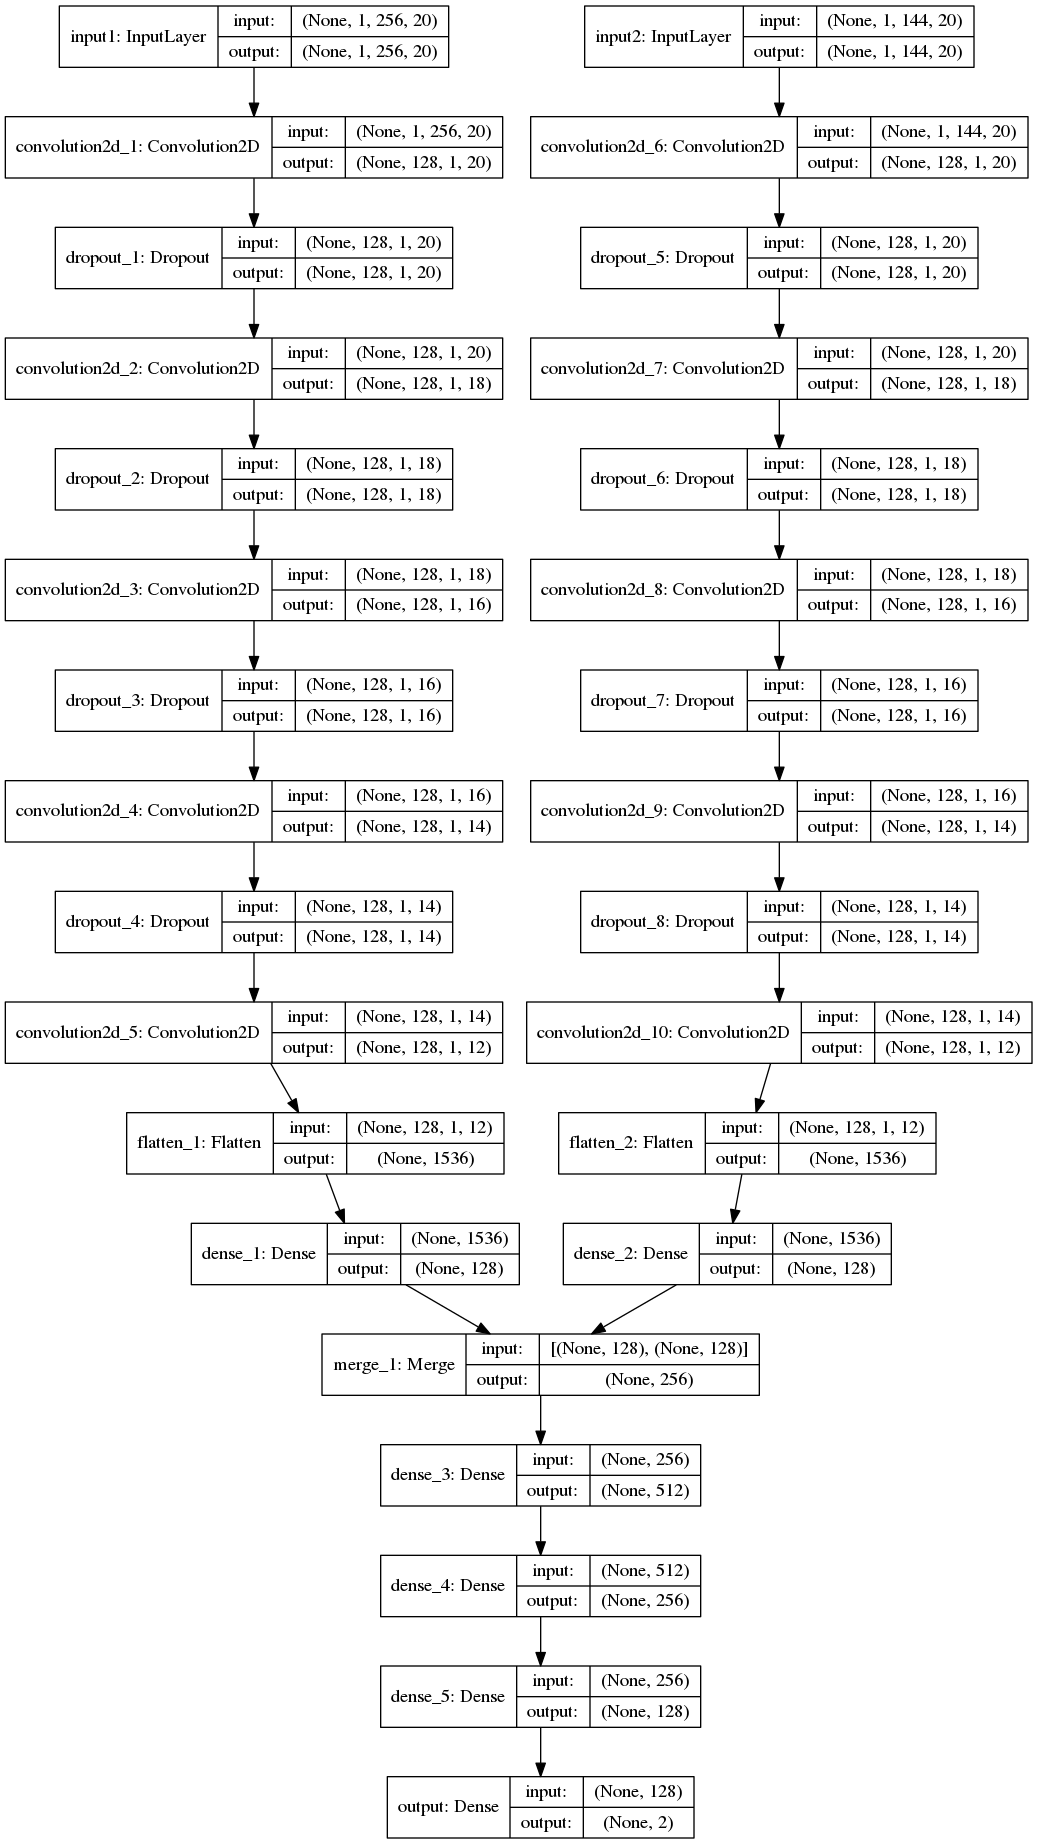 input1: InputLayer input: (None, 1, 256, 20)
output: (None, 1, 256, 20)
input2: InputLayer input: (None, 1, 144, 20)
output: (None, 1, 144, 20)
convolution2d_1: Convolution2D input: (None, 1, 256, 20)
output: (None, 128, 1, 20)
convolution2d_6: Convolution2D input: (None, 1, 144, 20)
output: (None, 128, 1, 20)
dropout_1: Dropout input: (None, 128, 1, 20)
output: (None, 128, 1, 20)
dropout_5: Dropout input: (None, 128, 1, 20)
output: (None, 128, 1, 20)
convolution2d_2: Convolution2D input: (None, 128, 1, 20)
output: (None, 128, 1, 18)
convolution2d_7: Convolution2D input: (None, 128, 1, 20)
output: (None, 128, 1, 18)
dropout_2: Dropout input: (None, 128, 1, 18)
output: (None, 128, 1, 18)
dropout_6: Dropout input: (None, 128, 1, 18)
output: (None, 128, 1, 18)
convolution2d_3: Convolution2D input: (None, 128, 1, 18)
output: (None, 128, 1, 16)
convolution2d_8: Convolution2D input: (None, 128, 1, 18)
output: (None, 128, 1, 16)
dropout_3: Dropout input: (None, 128, 1, 16)
output: (None, 128, 1, 16)
dropout_7: Dropout input: (None, 128, 1, 16)
output: (None, 128, 1, 16)
convolution2d_4: Convolution2D input: (None, 128, 1, 16)
output: (None, 128, 1, 14)
convolution2d_9: Convolution2D input: (None, 128, 1, 16)
output: (None, 128, 1, 14)
dropout_4: Dropout input: (None, 128, 1, 14)
output: (None, 128, 1, 14)
dropout_8: Dropout input: (None, 128, 1, 14)
output: (None, 128, 1, 14)
convolution2d_5: Convolution2D input: (None, 128, 1, 14)
output: (None, 128, 1, 12)
convolution2d_10: Convolution2D input: (None, 128, 1, 14)
output: (None, 128, 1, 12)
flatten_1: Flatten input: (None, 128, 1, 12)
output: (None, 1536)
flatten_2: Flatten input: (None, 128, 1, 12)
output: (None, 1536)
dense_1: Dense input: (None, 1536)
output: (None, 128)
dense_2: Dense input: (None, 1536)
output: (None, 128)
merge_1: Merge input: [(None, 128), (None, 128)]
output: (None, 256)
dense_3: Dense input: (None, 256)
output: (None, 512)
dense_4: Dense input: (None, 512)
output: (None, 256)
dense_5: Dense input: (None, 256)
output: (None, 128)
output: Dense input: (None, 128)
output: (None, 2)